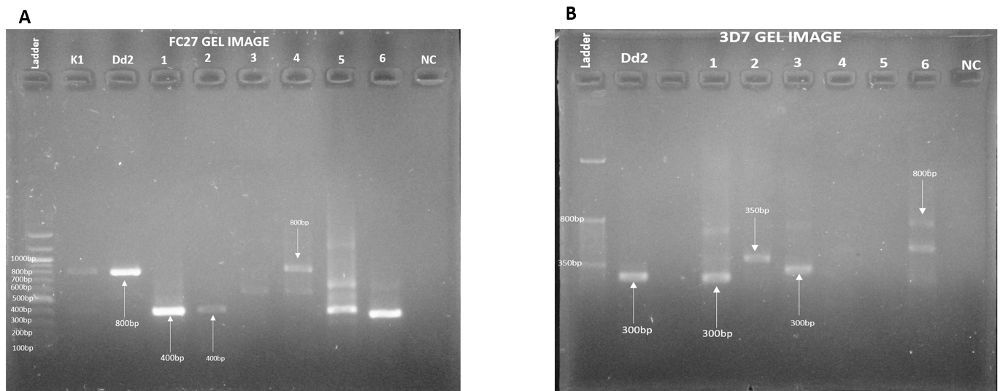 A
FC27 GEL IMAGE
Ladder
K1 Dd2 1 2 3 4 5 6 NC
800bp
1000bp
800bp
700bp
600bp
500bp
400bp
300bp
200bp
100bp
800bp
400bp
400bp
B
3D7 GEL IMAGE
Ladder
Dd2 1 2 3 4 5 6 NC
800bp
350bp
800bp
350bp
300bp
300bp
300bp